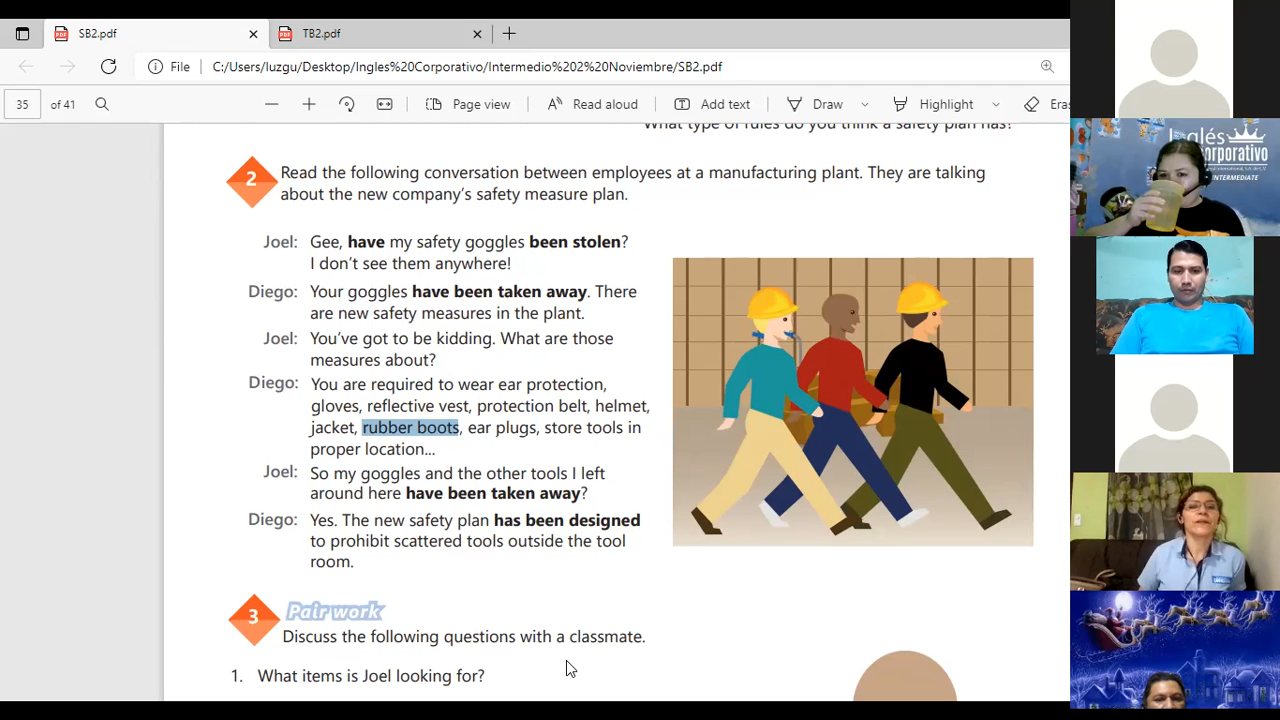 SB2.pdf
TB2.pdf
File
C:/Users/luzgu/Desktop/Ingles%20Corporativo/Intermedio%202%20Noviembre/SB2.pdf
35
of 41
Page view
Read aloud
Add text
Draw
Highlight
Eras
What type of rules do you think a safety plan has?
2
Read the following conversation between employees at a manufacturing plant. They are talking
about the new company's safety measure plan.
Joel: Gee, have my safety goggles been stolen?
I don't see them anywhere!
Diego: Your goggles have been taken away. There
are new safety measures in the plant.
Joel: You've got to be kidding. What are those
measures about?
Diego: You are required to wear ear protection,
gloves, reflective vest, protection belt, helmet,
jacket, rubber boots, ear plugs, store tools in
proper location...
Joel: So my goggles and the other tools I left
around here have been taken away?
Diego: Yes. The new safety plan has been designed
to prohibit scattered tools outside the tool
room.
3
Pair work
Discuss the following questions with a classmate.
1. What items is Joel looking for?
Inglés
Corporativo
INTERMEDIATE